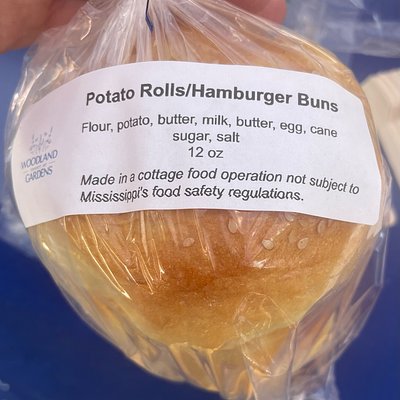 Potato Rolls/Hamburger Buns
Flour, potato, butter, milk, butter, egg, cane
sugar, salt
12 oz
WOODLAND
GARDENS
Made in a cottage food operation not subject to
Mississippi's food safety regulations.